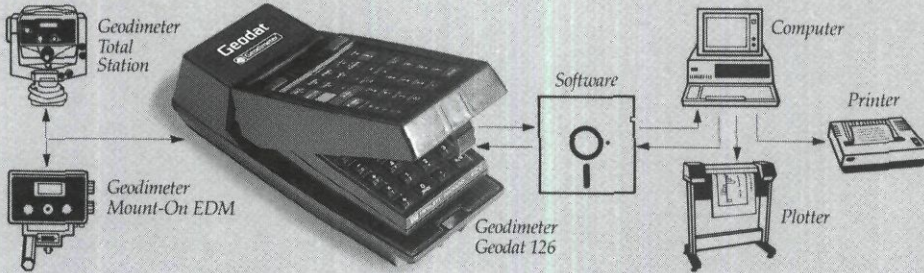 Geodimeter
Total
Station
Geodimeter
Mount-On EDM
Geodat
Geodimeter
Geodimeter
Geodat 126
Software
Computer
Printer
Plotter